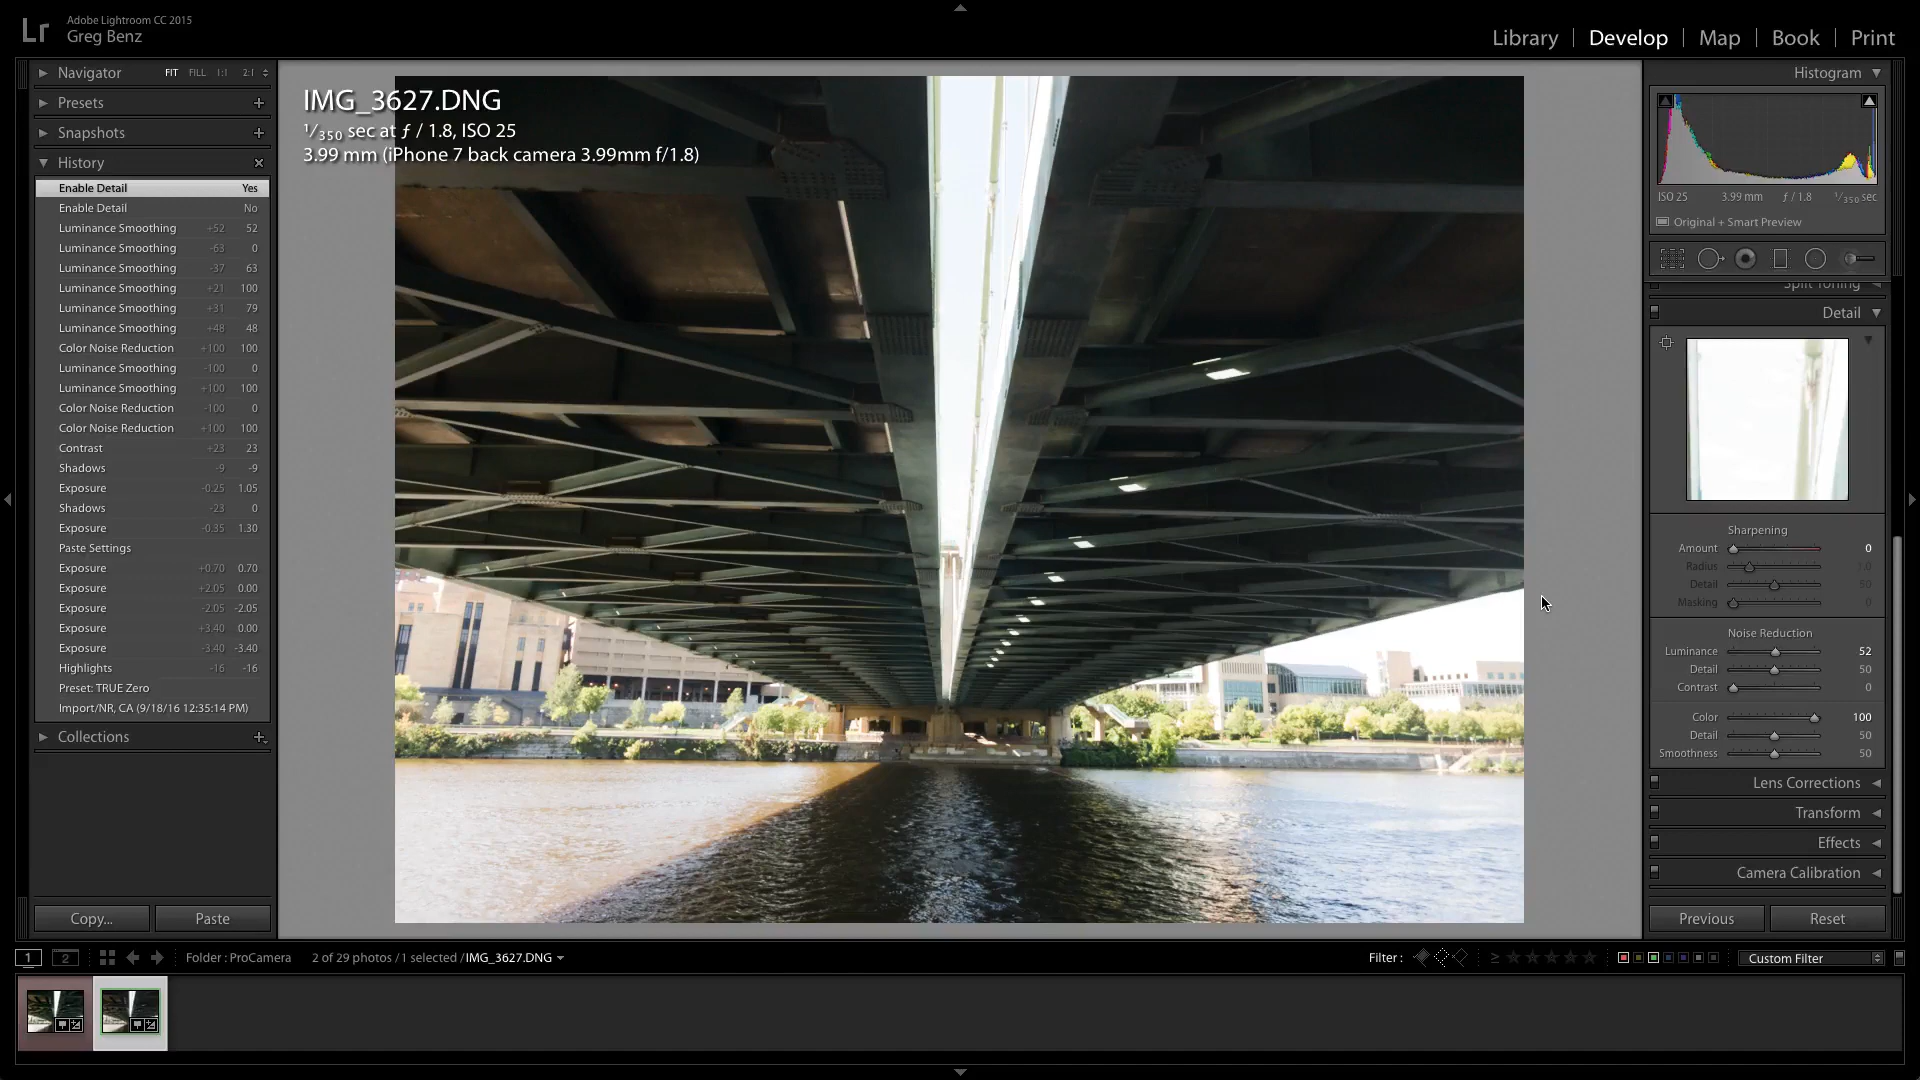 Lr Adobe Lightroom CC 2015
Greg Benz
Library | Develop | Map | Book | Print
Navigator FIT FILL 1:1 2:1
Presets
Snapshots
History
Enable Detail Yes
Enable Detail No
Luminance Smoothing +52 52
Luminance Smoothing -63 0
Luminance Smoothing -37 63
Luminance Smoothing +21 100
Luminance Smoothing +31 79
Luminance Smoothing +48 48
Color Noise Reduction +100 100
Luminance Smoothing -100 0
Luminance Smoothing +100 100
Color Noise Reduction -100 0
Color Noise Reduction +100 100
Contrast +23 23
Shadows -9 -9
Exposure -0.25 1.05
Shadows -23 0
Exposure -0.35 1.30
Paste Settings
Exposure +0.70 0.70
Exposure +2.05 0.00
Exposure -2.05 -2.05
Exposure +3.40 0.00
Exposure -3.40 -3.40
Highlights -16 -16
Preset: TRUE Zero
Import/NR, CA (9/18/16 12:35:14 PM)
Collections
Copy... Paste
IMG_3627.DNG
1/350 sec at ƒ / 1.8, ISO 25
3.99 mm (iPhone 7 back camera 3.99mm f/1.8)
Histogram
ISO 25 3.99 mm ƒ / 1.8 1/350 sec
Original + Smart Preview
Split Toning
Detail
Sharpening
Amount 0
Radius 1.0
Detail 50
Masking 0
Noise Reduction
Luminance 52
Detail 50
Contrast 0
Color 100
Detail 50
Smoothness 50
Lens Corrections
Transform
Effects
Camera Calibration
Previous Reset
1 2 Folder : ProCamera 2 of 29 photos / 1 selected / IMG_3627.DNG Filter : ≥ Custom Filter